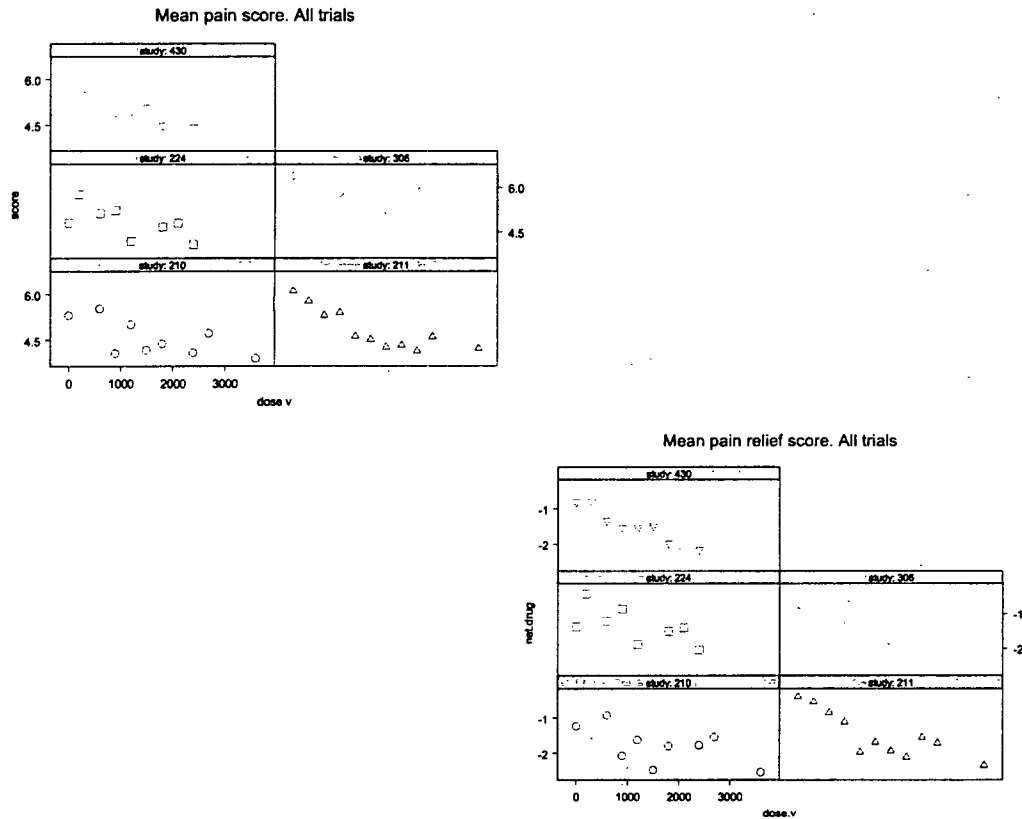 Mean pain score. All trials
study: 430
6.0
4.5
study: 224
study: 306
score
6.0
4.5
study: 210
study: 211
6.0
4.5
0 1000 2000 3000
dose.v
Mean pain relief score. All trials
study: 430
-1
-2
study: 224
study: 306
net.drug
-1
-2
study: 210
study: 211
-1
-2
0 1000 2000 3000
dose.v